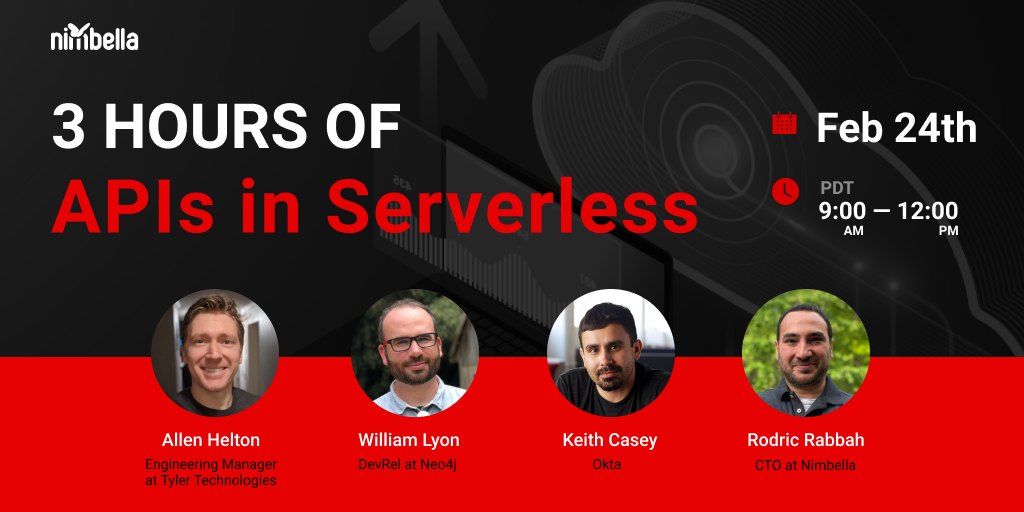 nimbella
3 HOURS OF
APIs in Serverless
Feb 24th
PDT
9:00 — 12:00
AM PM
435
Allen Helton
Engineering Manager
at Tyler Technologies
William Lyon
DevRel at Neo4j
Keith Casey
Okta
Rodric Rabbah
CTO at Nimbella